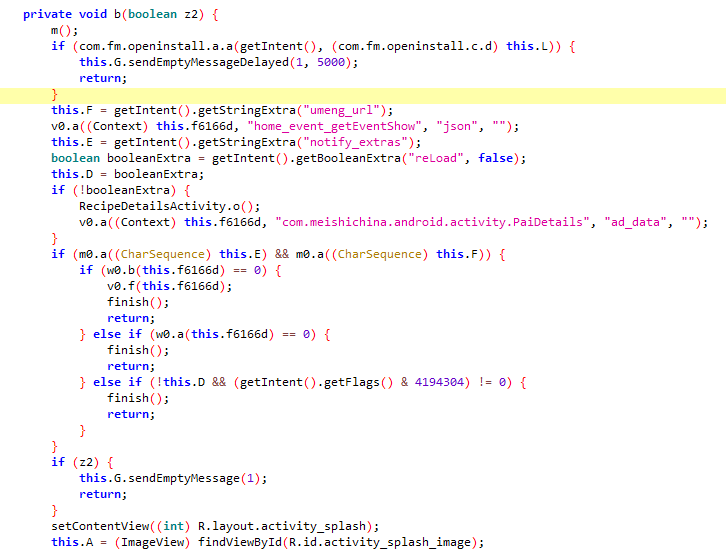 private void b(boolean z2) {
m();
if (com.fm.openinstall.a.a(getIntent(), (com.fm.openinstall.c.d) this.L)) {
this.G.sendEmptyMessageDelayed(1, 5000);
return;
}
this.F = getIntent().getStringExtra("umeng_url");
v0.a((Context) this.f6166d, "home_event_getEventShow", "json", "");
this.E = getIntent().getStringExtra("notify_extras");
boolean booleanExtra = getIntent().getBooleanExtra("reLoad", false);
this.D = booleanExtra;
if (!booleanExtra) {
RecipeDetailsActivity.o();
v0.a((Context) this.f6166d, "com.meishichina.android.activity.PaiDetails", "ad_data", "");
}
if (m0.a((CharSequence) this.E) && m0.a((CharSequence) this.F)) {
if (w0.b(this.f6166d) == 0) {
v0.f(this.f6166d);
finish();
return;
} else if (w0.a(this.f6166d) == 0) {
finish();
return;
} else if (!this.D && (getIntent().getFlags() & 4194304) != 0) {
finish();
return;
}
}
if (z2) {
this.G.sendEmptyMessage(1);
return;
}
setContentView((int) R.layout.activity_splash);
this.A = (ImageView) findViewById(R.id.activity_splash_image);